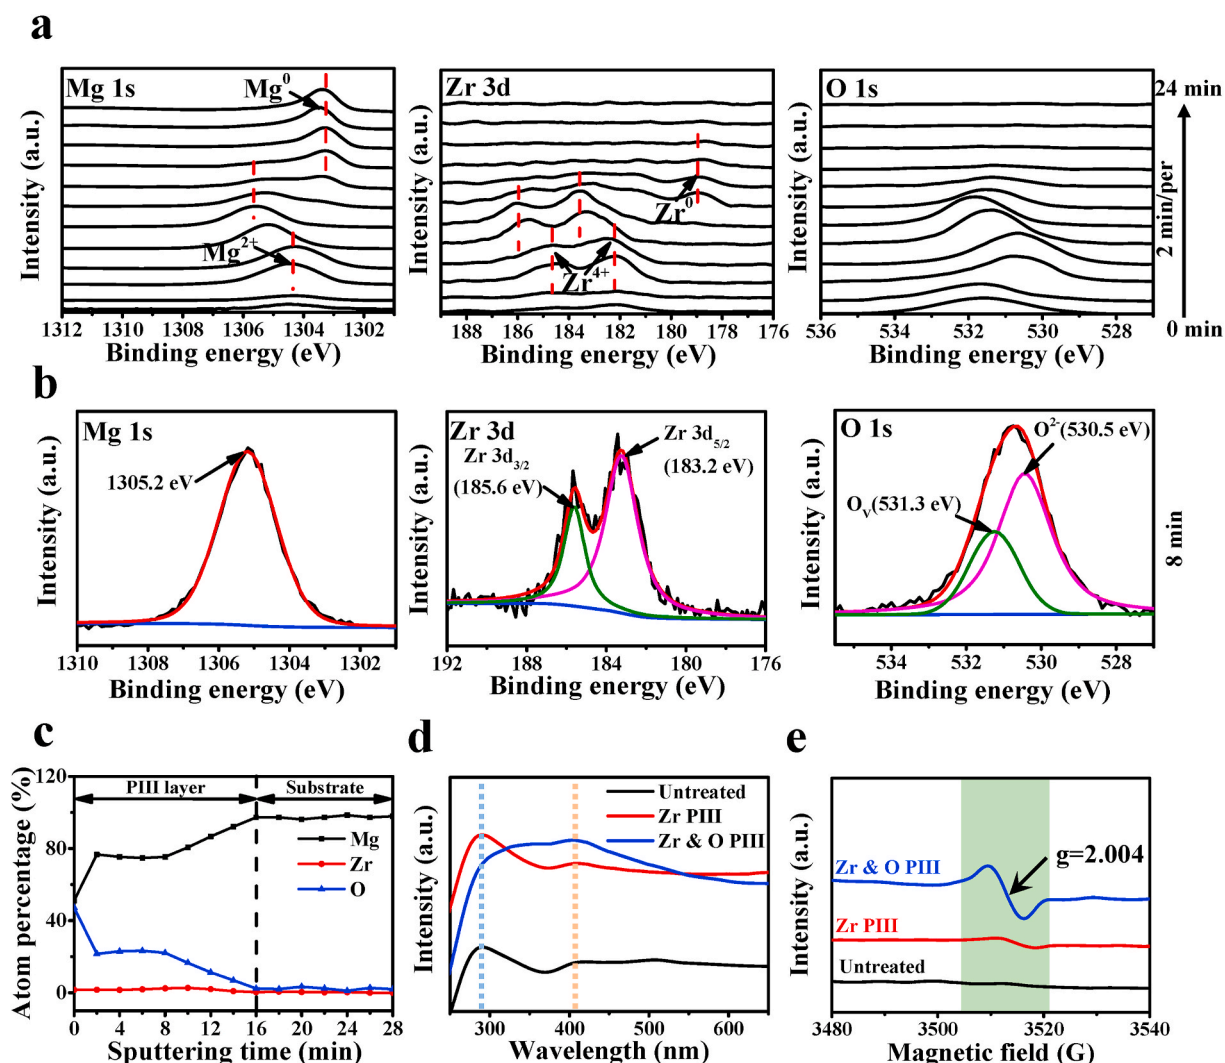 a
Mg 1s
Mg⁰
Mg²⁺
Intensity (a.u.)
1312 1310 1308 1306 1304 1302
Binding energy (eV)
Zr 3d
Zr⁰
Zr⁴⁺
Intensity (a.u.)
188 186 184 182 180 178 176
Binding energy (eV)
O 1s
Intensity (a.u.)
536 533 530 527
Binding energy (eV)
24 min
2 min/per
0 min
b
Mg 1s
1305.2 eV
Intensity (a.u.)
1310 1308 1306 1304 1302
Binding energy (eV)
Zr 3d
Zr 3d₃/₂
(185.6 eV)
Zr 3d₅/₂
(183.2 eV)
Intensity (a.u.)
192 188 184 180 176
Binding energy (eV)
O 1s
O²⁻(530.5 eV)
Oᵥ(531.3 eV)
Intensity (a.u.)
534 532 530 528
Binding energy (eV)
8 min
c
PIII layer
Substrate
Mg
Zr
O
Atom percentage (%)
120
80
40
0
0 4 8 12 16 20 24 28
Sputtering time (min)
d
Untreated
Zr PIII
Zr & O PIII
Intensity (a.u.)
300 400 500 600
Wavelength (nm)
e
g=2.004
Zr & O PIII
Zr PIII
Untreated
Intensity (a.u.)
3480 3500 3520 3540
Magnetic field (G)